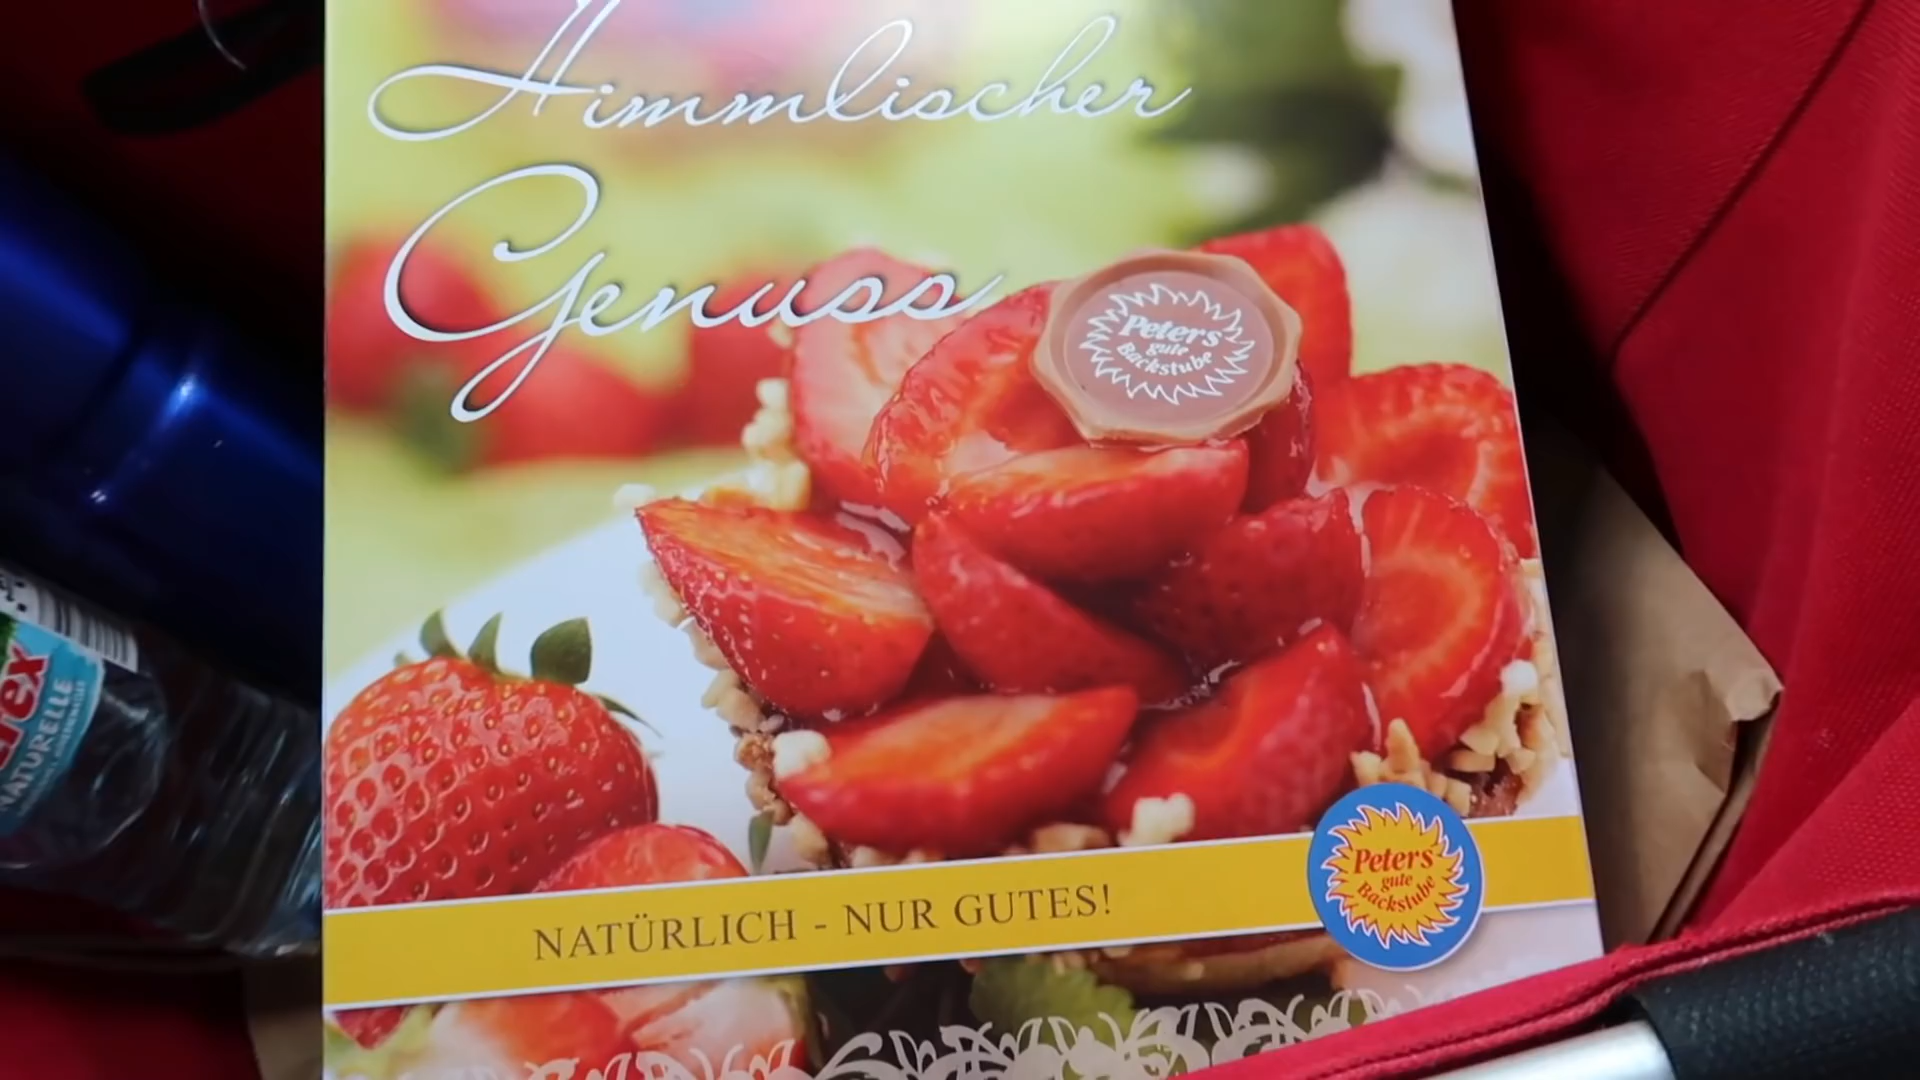 Himmlischer
Genuss
Peters
gute
Backstube
NATURELLE
NATÜRLICH - NUR GUTES!
Peters
gute
Backstube